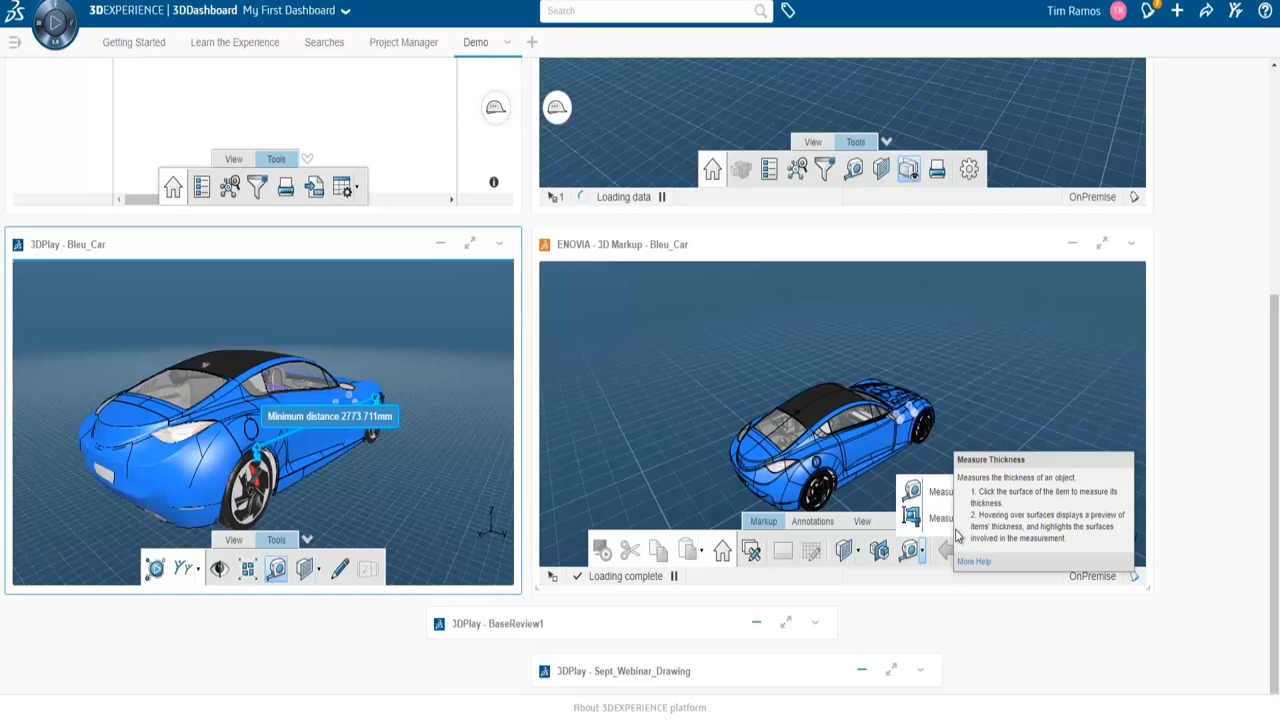 3DEXPERIENCE | 3DDashboard My First Dashboard
Search
Tim Ramos
TR
Getting Started
Learn the Experience
Searches
Project Manager
Demo
View
Tools
View
Tools
1
Loading data
OnPremise
3DPlay - Bleu_Car
ENOVIA - 3D Markup - Bleu_Car
Minimum distance 2773.711mm
View
Tools
Measure Thickness
Measures the thickness of an object.
1. Click the surface of the item to measure its
thickness.
2. Hovering over surfaces displays a preview of
items' thickness, and highlights the surfaces
involved in the measurement.
More Help
Measu
Measu
Markup
Annotations
View
Loading complete
OnPremise
3DPlay - BaseReview1
3DPlay - Sept_Webinar_Drawing
About 3DEXPERIENCE platform